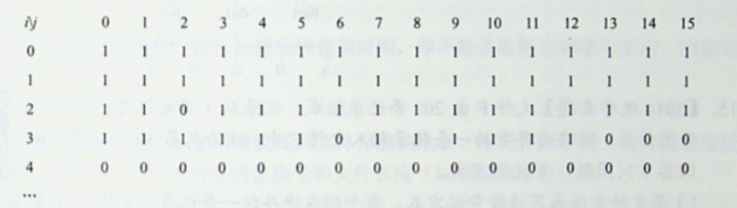 i/j 0 1 2 3 4 5 6 7 8 9 10 11 12 13 14 15
0 1 1 1 1 1 1 1 1 1 1 1 1 1 1 1 1
1 1 1 1 1 1 1 1 1 1 1 1 1 1 1 1 1
2 1 1 0 1 1 1 1 1 1 1 1 1 1 1 1 1
3 1 1 1 1 1 1 0 1 1 1 1 0 1 0 0 0
4 0 0 0 0 0 0 0 0 0 0 0 0 0 0 0 0
...